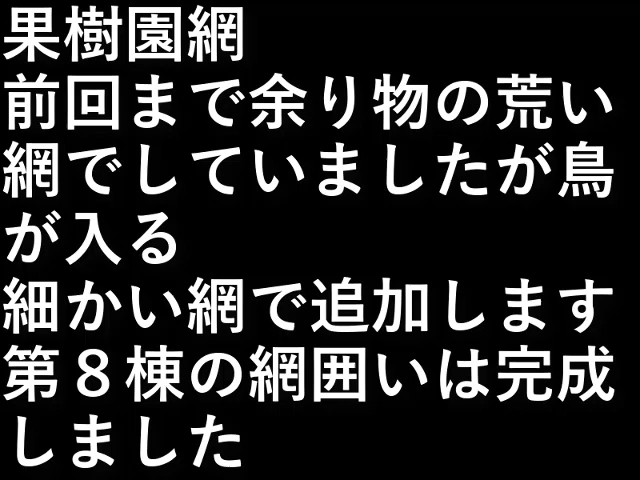 果樹園網
前回まで余り物の荒い
網でしていましたが鳥
が入る
細かい網で追加します
第８棟の網囲いは完成
しました